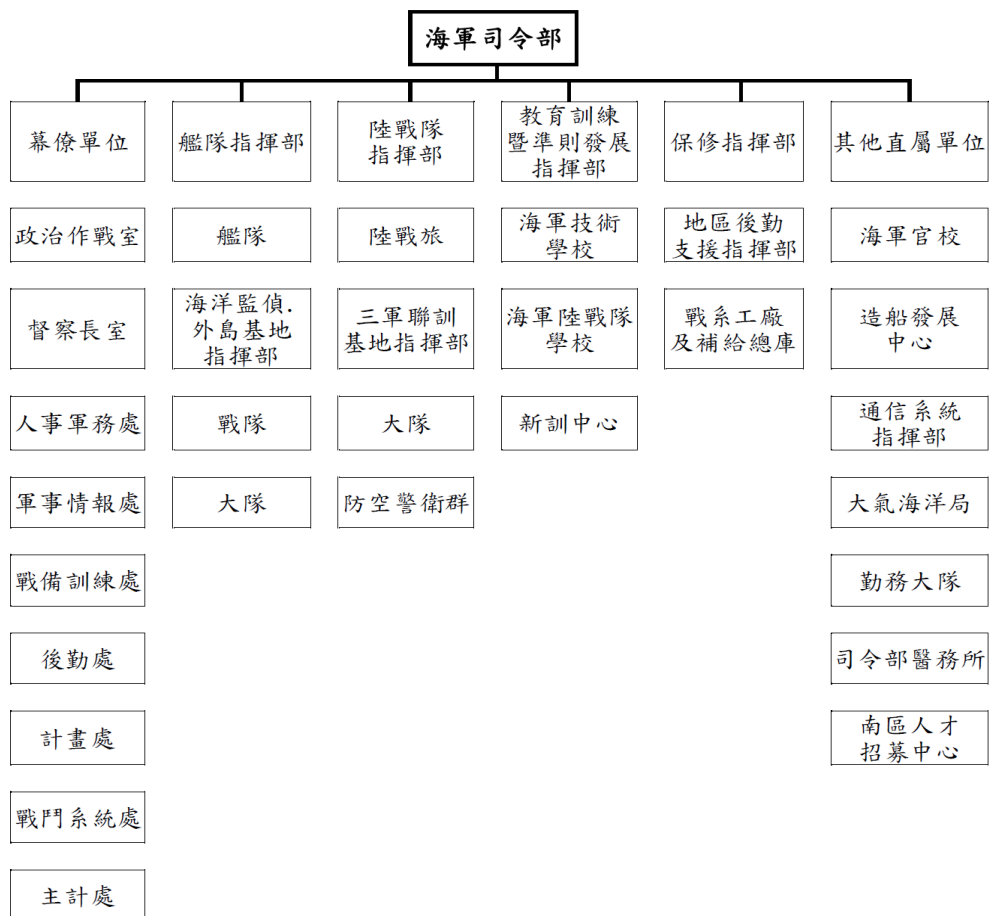 海軍司令部
幕僚單位
艦隊指揮部
陸戰隊
指揮部
教育訓練
暨準則發展
指揮部
保修指揮部
其他直屬單位
政治作戰室
艦隊
陸戰旅
海軍技術
學校
地區後勤
支援指揮部
海軍官校
督察長室
海洋監偵.
外島基地
指揮部
三軍聯訓
基地指揮部
海軍陸戰隊
學校
戰系工廠
及補給總庫
造船發展
中心
人事軍務處
戰隊
大隊
新訓中心
通信系統
指揮部
軍事情報處
大隊
防空警衛群
大氣海洋局
戰備訓練處
勤務大隊
後勤處
司令部醫務所
計畫處
南區人才
招募中心
戰鬥系統處
主計處